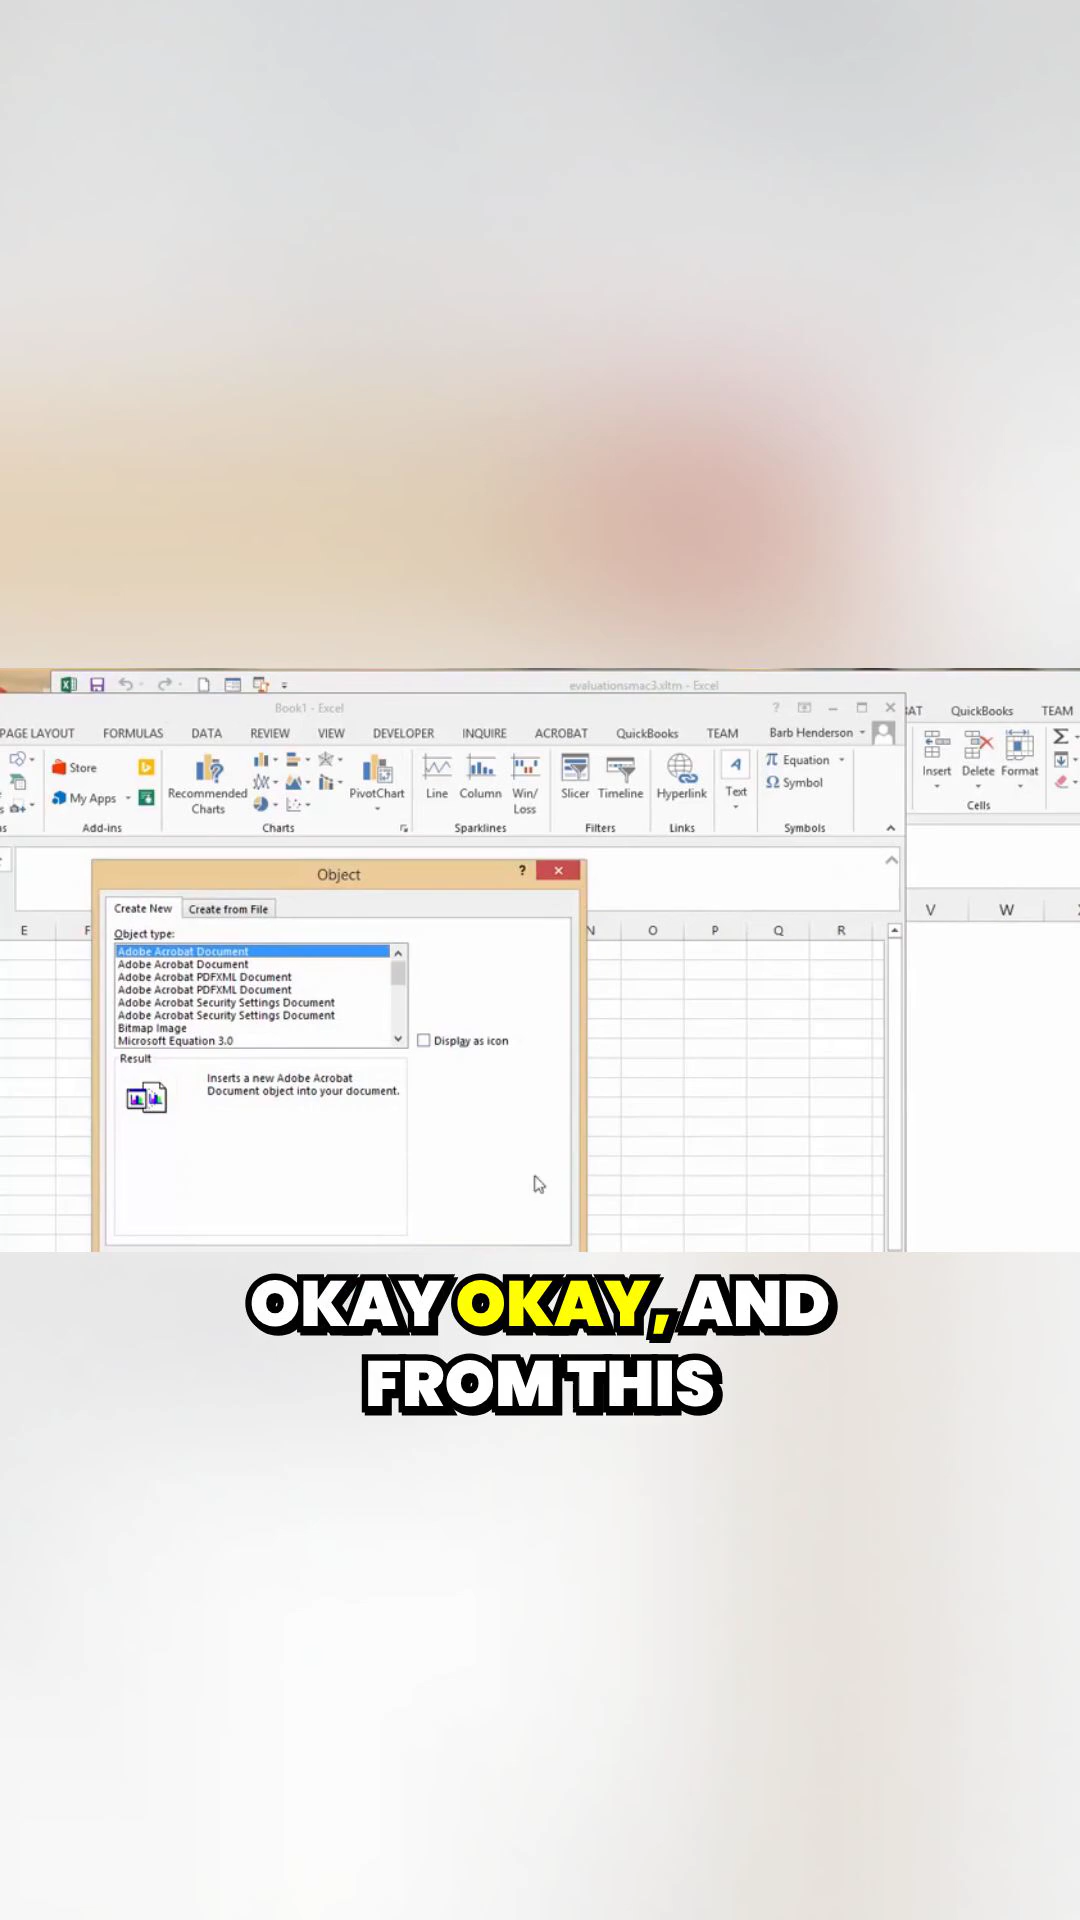 evaluationsmac3.xltm - Excel
Book1 - Excel
?
PAGE LAYOUT FORMULAS DATA REVIEW VIEW DEVELOPER INQUIRE ACROBAT QuickBooks TEAM Barb Henderson
QuickBooks TEAM
Store
My Apps
Add-ins
Recommended
Charts
PivotChart
Charts
Line Column Win/
Loss
Sparklines
Slicer Timeline
Filters
Hyperlink
Links
Text
π Equation
Ω Symbol
Symbols
Insert Delete Format
Cells
Σ
V W
E F N O P Q R
Object ?
Create New Create from File
Object type:
Adobe Acrobat Document
Adobe Acrobat Document
Adobe Acrobat PDFXML Document
Adobe Acrobat PDFXML Document
Adobe Acrobat Security Settings Document
Adobe Acrobat Security Settings Document
Bitmap Image
Microsoft Equation 3.0
Display as icon
Result
Inserts a new Adobe Acrobat
Document object into your document.
OKAY OKAY, AND
FROM THIS